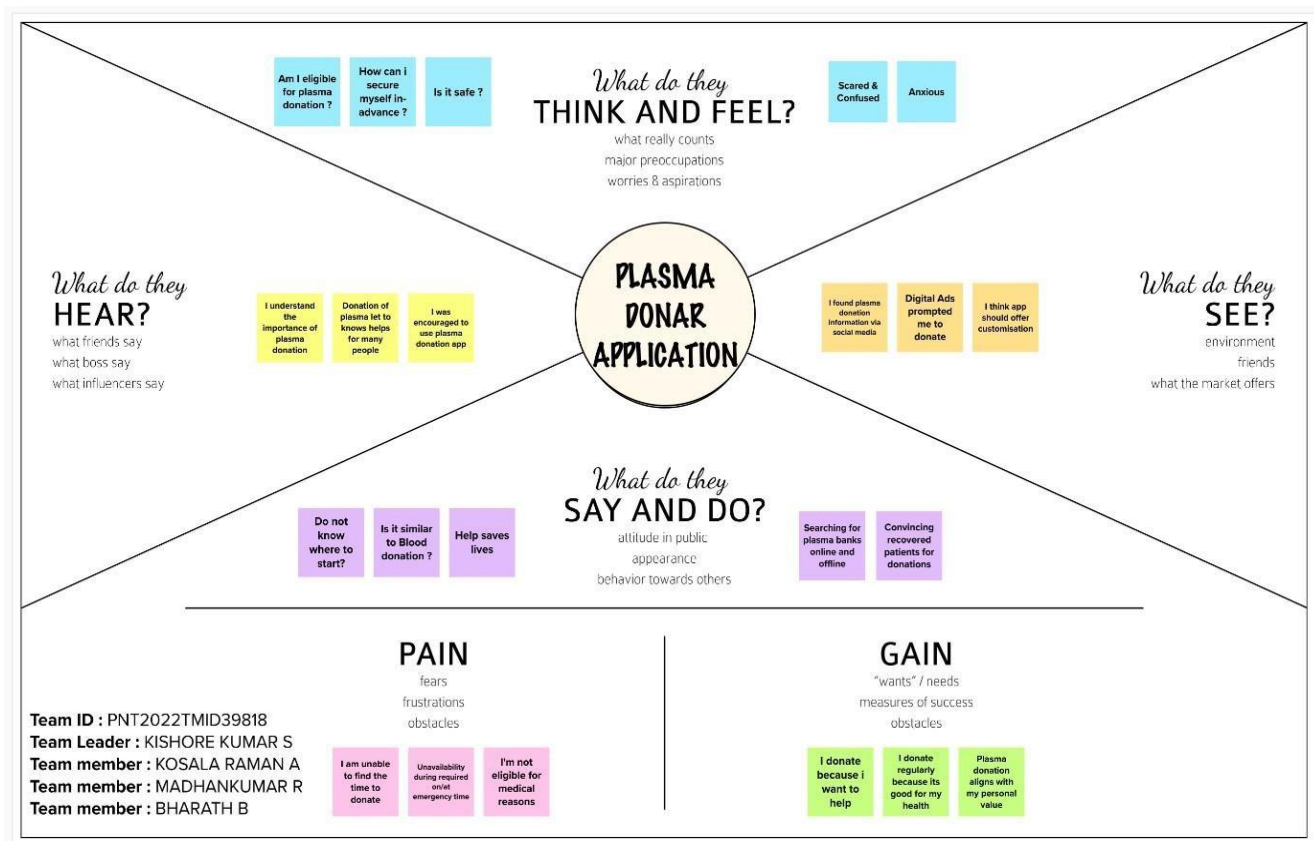 Am I eligible
for plasma
donation ?
How can i
secure
myself in-
advance ?
Is it safe ?
What do they
THINK AND FEEL?
what really counts
major preoccupations
worries & aspirations
Scared &
Confused
Anxious
What do they
HEAR?
what friends say
what boss say
what influencers say
I understand
the
importance of
plasma
donation
Donation of
plasma let to
knows helps
for many
people
I was
encouraged to
use plasma
donation app
PLASMA
DONAR
APPLICATION
I found plasma
donation
information via
social media
Digital Ads
prompted
me to
donate
I think app
should offer
customisation
What do they
SEE?
environment
friends
what the market offers
Do not
know
where to
start?
Is it similar
to Blood
donation ?
Help saves
lives
What do they
SAY AND DO?
attitude in public
appearance
behavior towards others
Searching for
plasma banks
online and
offline
Convincing
recovered
patients for
donations
PAIN
fears
frustrations
obstacles
I am unable
to find the
time to
donate
Unavailability
during required
on/at
emergency time
I'm not
eligible for
medical
reasons
GAIN
"wants" / needs
measures of success
obstacles
I donate
because i
want to
help
I donate
regularly
because its
good for my
health
Plasma
donation
aligns with
my personal
value
Team ID : PNT2022TMID39818
Team Leader : KISHORE KUMAR S
Team member : KOSALA RAMAN A
Team member : MADHANKUMAR R
Team member : BHARATH B